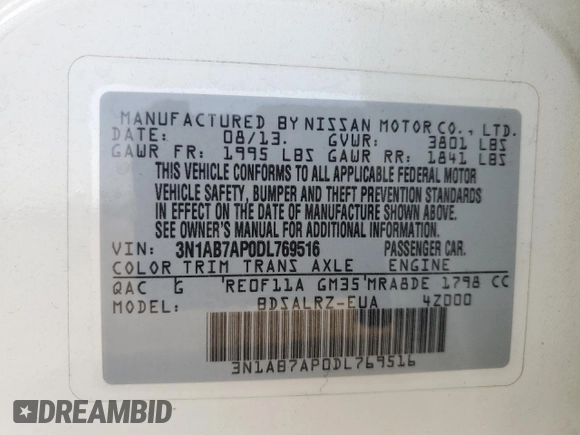 MANUFACTURED BY NISSAN MOTOR CO., LTD.
DATE: 08/13. GVWR: 3801 LBS
GAWR FR: 1995 LBS GAWR RR: 1841 LBS
THIS VEHICLE CONFORMS TO ALL APPLICABLE FEDERAL MOTOR
VEHICLE SAFETY, BUMPER AND THEFT PREVENTION STANDARDS
IN EFFECT ON THE DATE OF MANUFACTURE SHOWN ABOVE.
SEE OWNER'S MANUAL FOR ADDITIONAL INFORMATION.
VIN: 3N1AB7AP0DL769516 PASSENGER CAR.
COLOR TRIM TRANS AXLE ENGINE
QAC G RE0F11A GM35 MRA8DE 1798 CC
MODEL: BDSALRZ-EUA 4Z000
3N1AB7AP0DL769516
DREAMBID